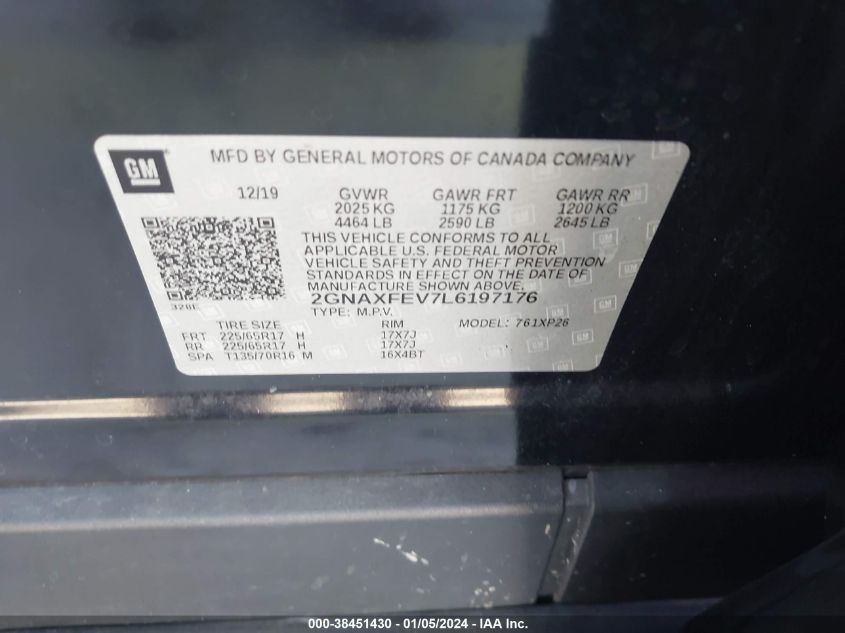 GM
MFD BY GENERAL MOTORS OF CANADA COMPANY
12/19 GVWR GAWR FRT GAWR RR
2025 KG 1175 KG 1200 KG
4464 LB 2590 LB 2645 LB
THIS VEHICLE CONFORMS TO ALL
APPLICABLE U.S. FEDERAL MOTOR
VEHICLE SAFETY AND THEFT PREVENTION
STANDARDS IN EFFECT ON THE DATE OF
MANUFACTURE SHOWN ABOVE.
328E 2GNAXFEV7L6197176
TYPE: M.P.V. MODEL: 761XP26
TIRE SIZE RIM
FRT 225/65R17 H 17X7J
RR 225/65R17 H 17X7J
SPA T135/70R16 M 16X4BT
000-38451430 - 01/05/2024 - IAA Inc.